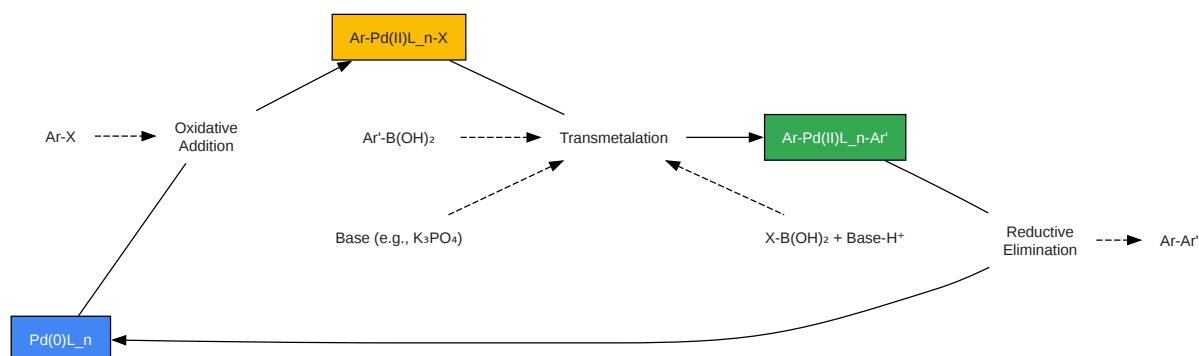 Ar-Pd(II)L_n-X
Ar-X
Oxidative
Addition
Ar'-B(OH)₂
Transmetalation
Ar-Pd(II)L_n-Ar'
Base (e.g., K₃PO₄)
X-B(OH)₂ + Base-H⁺
Reductive
Elimination
Ar-Ar'
Pd(0)L_n